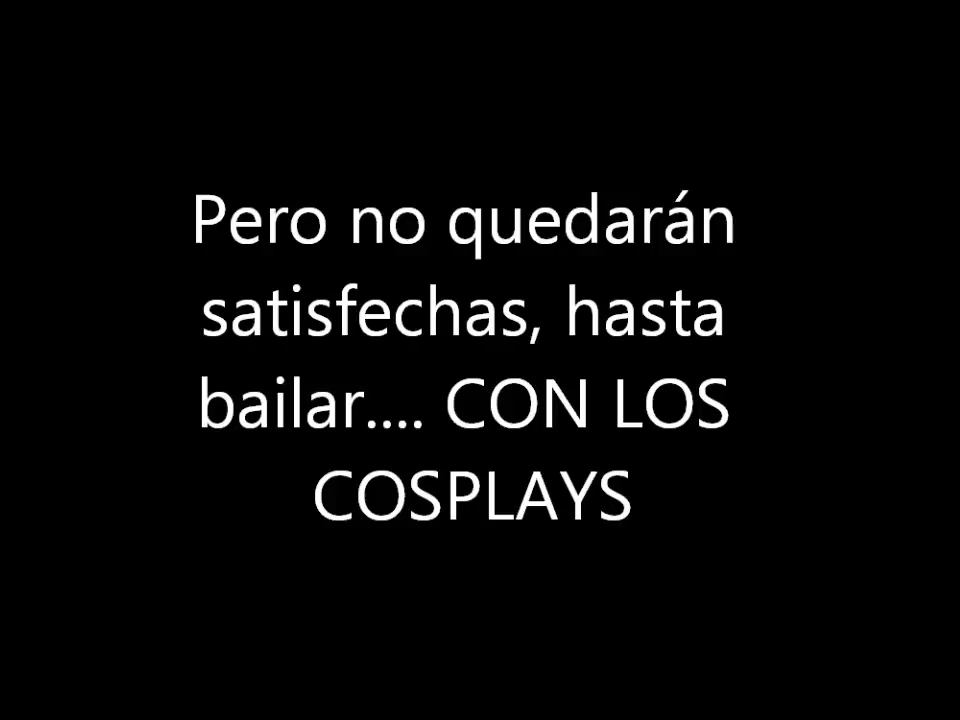 Pero no quedarán
satisfechas, hasta
bailar.... CON LOS
COSPLAYS